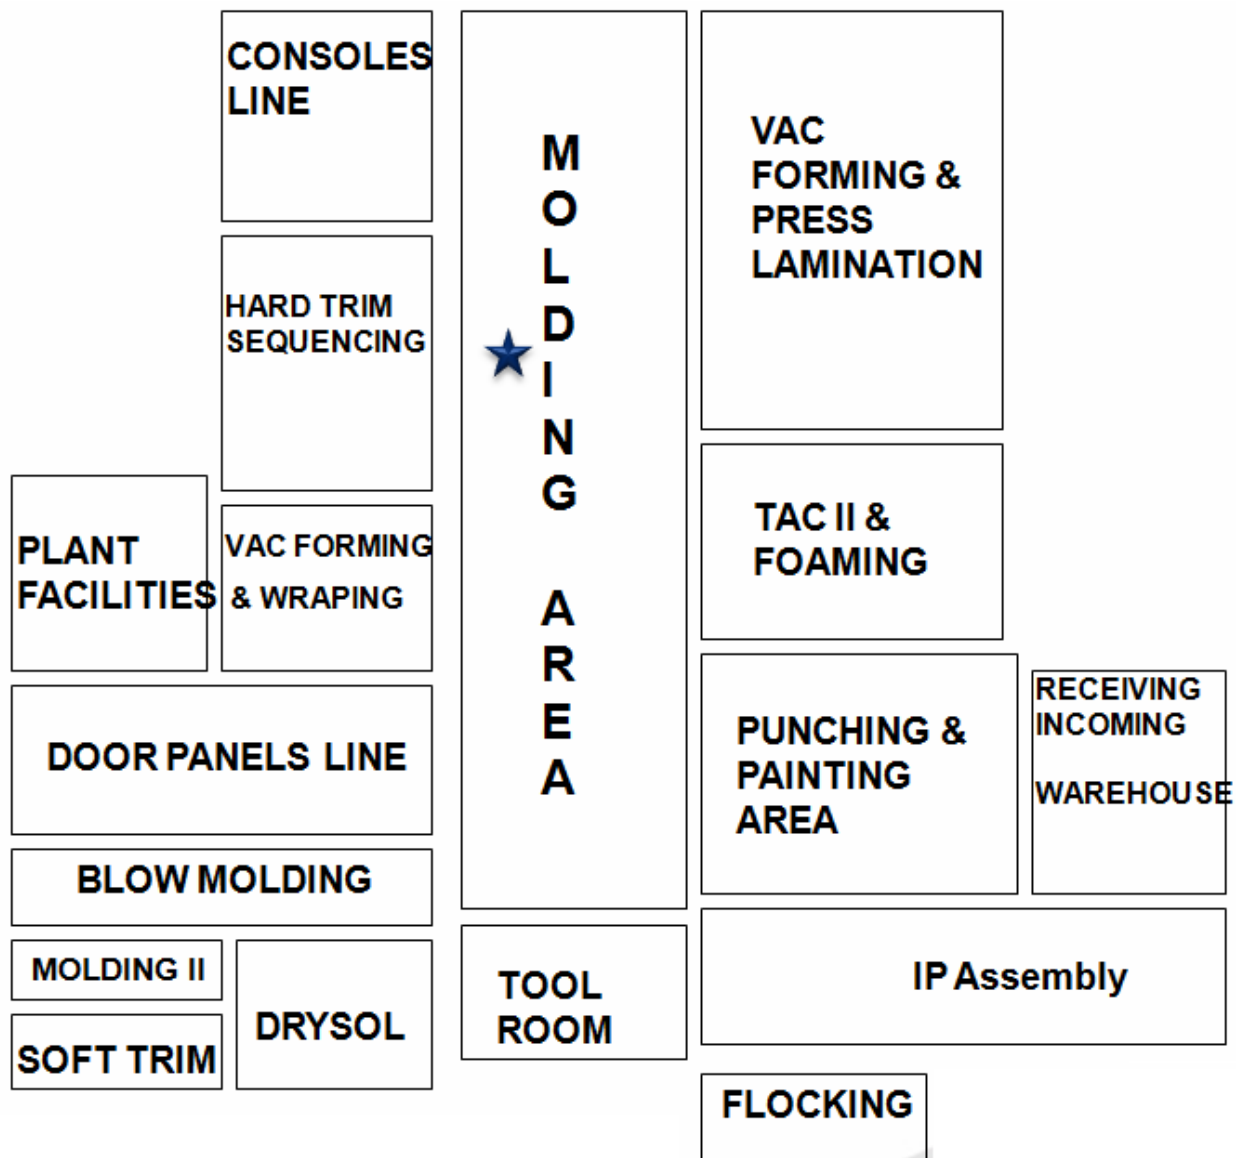 CONSOLES
LINE
HARD TRIM
SEQUENCING
PLANT
FACILITIES
VAC FORMING
& WRAPING
DOOR PANELS LINE
BLOW MOLDING
MOLDING II
SOFT TRIM
DRYSOL
MOLDING AREA
TOOL
ROOM
VAC
FORMING &
PRESS
LAMINATION
TAC II &
FOAMING
PUNCHING &
PAINTING
AREA
RECEIVING
INCOMING
WAREHOUSE
IP Assembly
FLOCKING